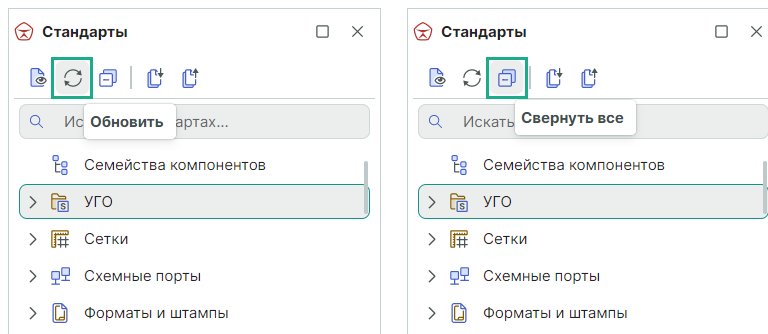 Стандарты
Ис
Обновить
ртах...
Семейства компонентов
УГО
Сетки
Схемные порты
Форматы и штампы
Стандарты
Искать
Свернуть все
Семейства компонентов
УГО
Сетки
Схемные порты
Форматы и штампы